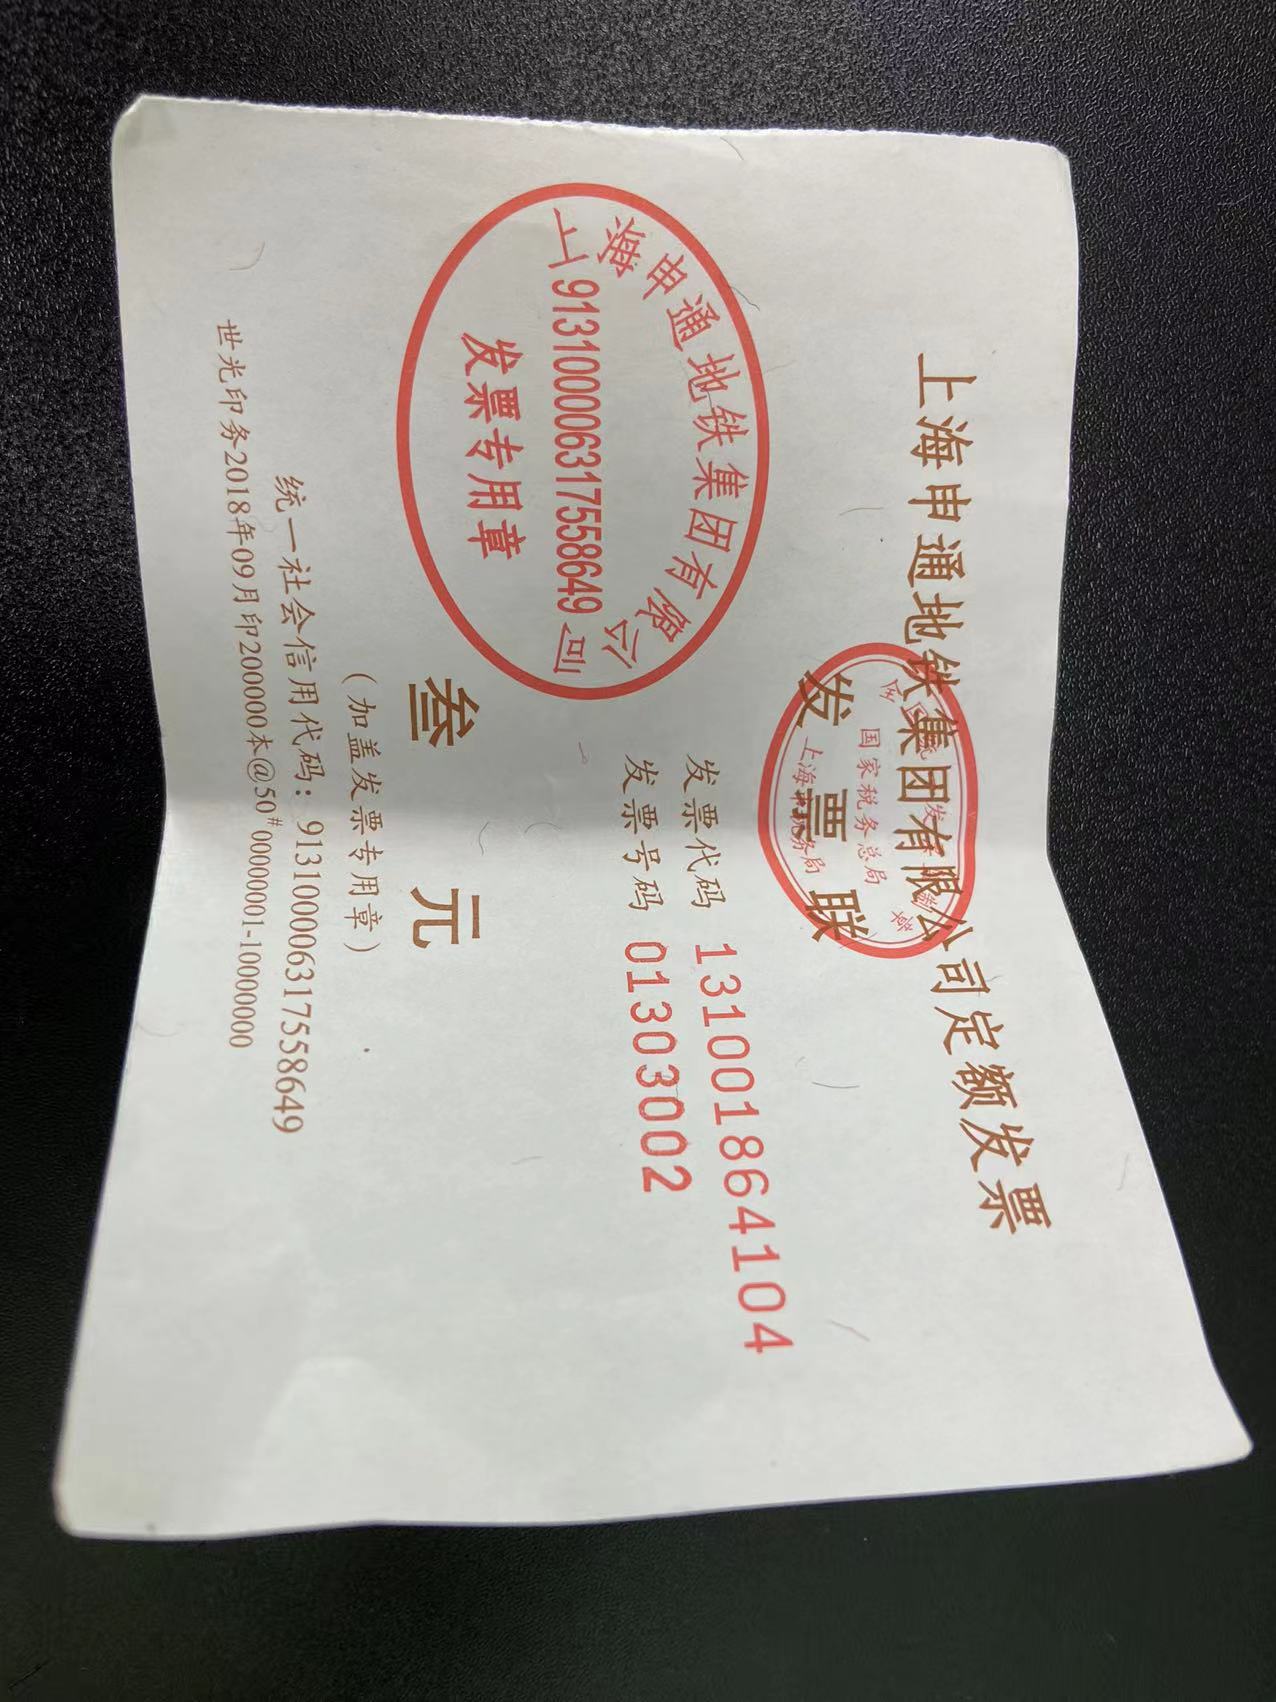 上海申通地铁集团有限公司定额发票
全国统一发票监制章
国家税务总局
上海市税务局
发票联
发票代码 131001864104
发票号码 01303002
上海申通地铁集团有限公司
913100006317558649
发票专用章
叁 元
(加盖发票专用章)
统一社会信用代码：913100006317558649
世光印务2018年09月印200000本@50#00000001-10000000